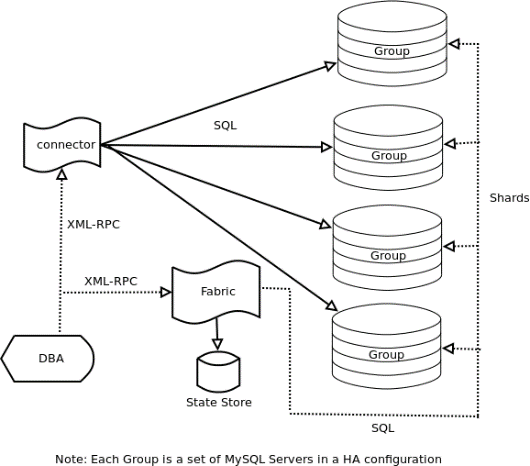 Group
SQL
connector
Group
Shards
XML-RPC
Group
XML-RPC
Fabric
DBA
Group
State Store
SQL
Note: Each Group is a set of MySQL Servers in a HA configuration